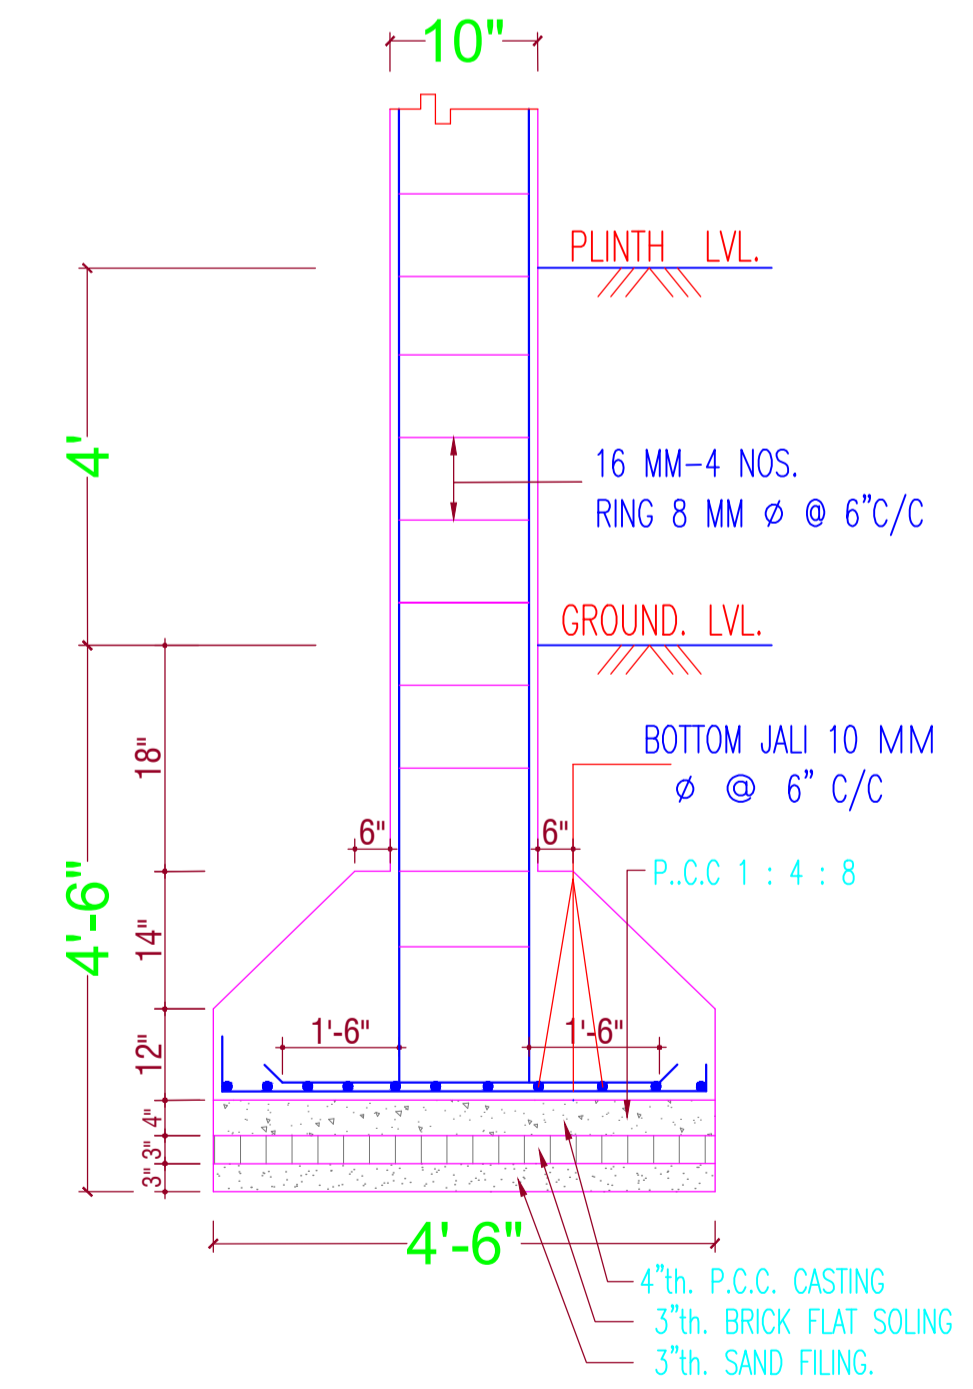 10"
PLINTH LVL.
4'
16 MM-4 NOS.
RING 8 MM Ø @ 6"C/C
GROUND. LVL.
18"
BOTTOM JALI 10 MM
Ø @ 6" C/C
6"
6"
P..C.C 1 : 4 : 8
4'-6"
14"
1'-6"
1'-6"
12"
4"
3"
3"
4'-6"
4"th. P.C.C. CASTING
3"th. BRICK FLAT SOLING
3"th. SAND FILING.